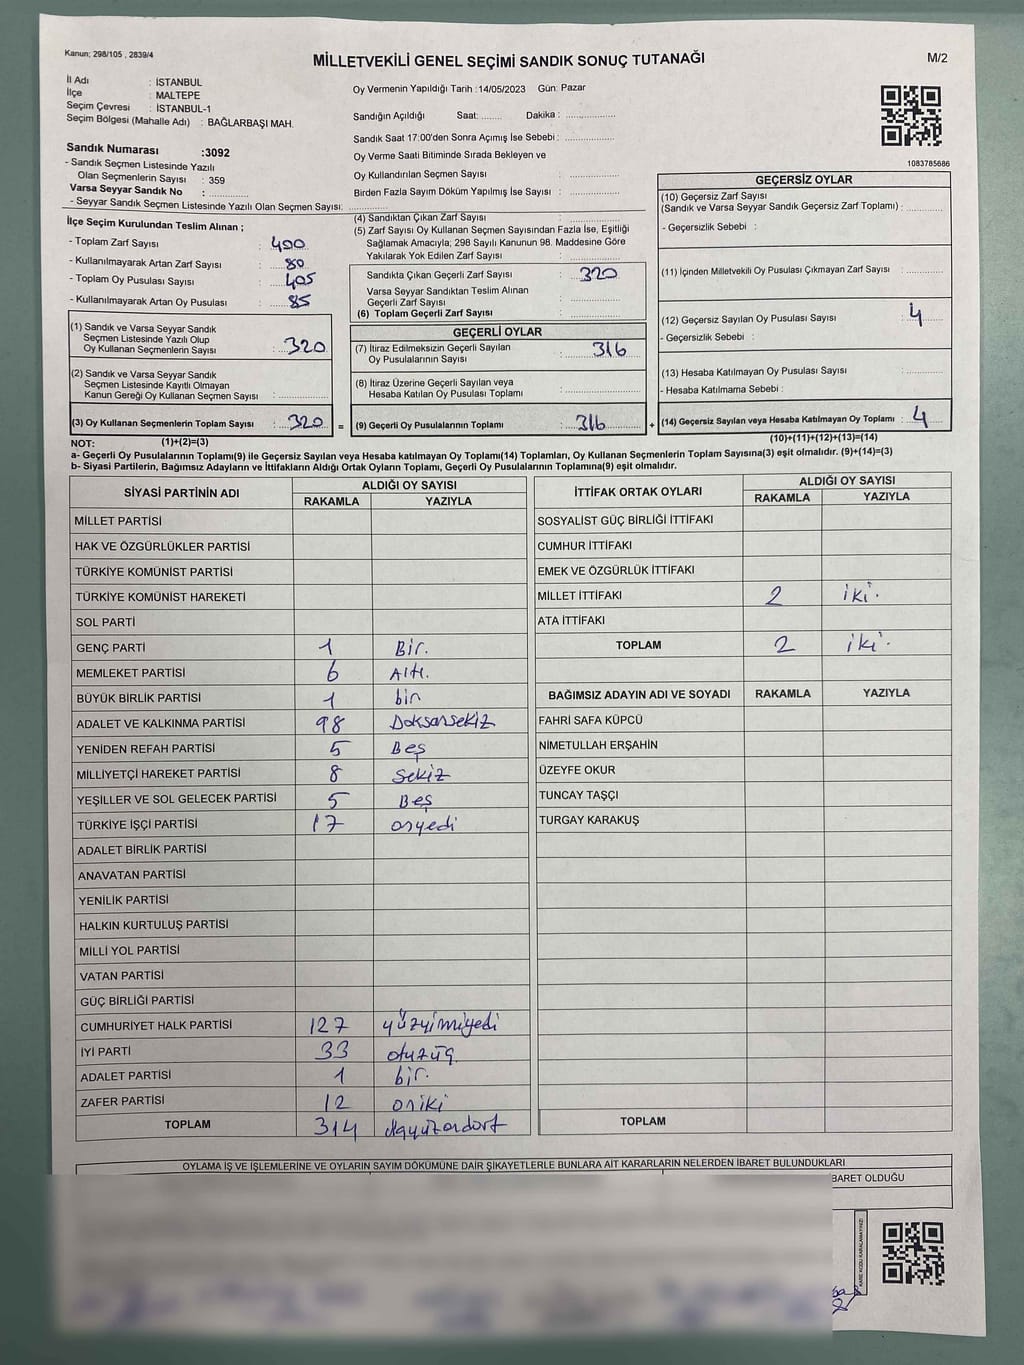 Kanun; 298/105 , 2839/4
MİLLETVEKİLİ GENEL SEÇİMİ SANDIK SONUÇ TUTANAĞI
M/2
İl Adı : İSTANBUL
İlçe : MALTEPE
Seçim Çevresi : İSTANBUL-1
Seçim Bölgesi (Mahalle Adı) : BAĞLARBAŞI MAH.
Sandık Numarası :3092
- Sandık Seçmen Listesinde Yazılı
Olan Seçmenlerin Sayısı : 359
Varsa Seyyar Sandık No :
- Seyyar Sandık Seçmen Listesinde Yazılı Olan Seçmen Sayısı:
Oy Vermenin Yapıldığı Tarih :14/05/2023 Gün: Pazar
Sandığın Açıldığı Saat:........ Dakika :
Sandık Saat 17:00'den Sonra Açımış İse Sebebi :
Oy Verme Saati Bitiminde Sırada Bekleyen ve
Oy Kullandırılan Seçmen Sayısı :
Birden Fazla Sayım Döküm Yapılmış İse Sayısı :
1083785686
İlçe Seçim Kurulundan Teslim Alınan ;
- Toplam Zarf Sayısı : 400
- Kullanılmayarak Artan Zarf Sayısı : 80
- Toplam Oy Pusulası Sayısı : 405
- Kullanılmayarak Artan Oy Pusulası : 85
(1) Sandık ve Varsa Seyyar Sandık
Seçmen Listesinde Yazılı Olup
Oy Kullanan Seçmenlerin Sayısı : 320
(2) Sandık ve Varsa Seyyar Sandık
Seçmen Listesinde Kayıtlı Olmayan
Kanun Gereği Oy Kullanan Seçmen Sayısı :
(3) Oy Kullanan Seçmenlerin Toplam Sayısı : 320 =
(1)+(2)=(3)
(4) Sandıktan Çıkan Zarf Sayısı :
(5) Zarf Sayısı Oy Kullanan Seçmen Sayısından Fazla İse, Eşitliği
Sağlamak Amacıyla; 298 Sayılı Kanunun 98. Maddesine Göre
Yakılarak Yok Edilen Zarf Sayısı :
Sandıkta Çıkan Geçerli Zarf Sayısı : 320
Varsa Seyyar Sandıktan Teslim Alınan
Geçerli Zarf Sayısı :
(6) Toplam Geçerli Zarf Sayısı :
GEÇERLİ OYLAR
(7) İtiraz Edilmeksizin Geçerli Sayılan
Oy Pusulalarının Sayısı : 316
(8) İtiraz Üzerine Geçerli Sayılan veya
Hesaba Katılan Oy Pusulası Toplamı :
(9) Geçerli Oy Pusulalarının Toplamı : 316 +
GEÇERSİZ OYLAR
(10) Geçersiz Zarf Sayısı
(Sandık ve Varsa Seyyar Sandık Geçersiz Zarf Toplamı) :
- Geçersizlik Sebebi :
(11) İçinden Milletvekili Oy Pusulası Çıkmayan Zarf Sayısı :
(12) Geçersiz Sayılan Oy Pusulası Sayısı : 4
- Geçersizlik Sebebi :
(13) Hesaba Katılmayan Oy Pusulası Sayısı :
- Hesaba Katılmama Sebebi :
(14) Geçersiz Sayılan veya Hesaba Katılmayan Oy Toplamı : 4
(10)+(11)+(12)+(13)=(14)
NOT:
a- Geçerli Oy Pusulalarının Toplamı(9) ile Geçersiz Sayılan veya Hesaba katılmayan Oy Toplamı(14) Toplamları, Oy Kullanan Seçmenlerin Toplam Sayısına(3) eşit olmalıdır. (9)+(14)=(3)
b- Siyasi Partilerin, Bağımsız Adayların ve İttifakların Aldığı Ortak Oyların Toplamı, Geçerli Oy Pusulalarının Toplamına(9) eşit olmalıdır.
SİYASİ PARTİNİN ADI
ALDIĞI OY SAYISI
RAKAMLA YAZIYLA
MİLLET PARTİSİ
HAK VE ÖZGÜRLÜKLER PARTİSİ
TÜRKİYE KOMÜNİST PARTİSİ
TÜRKİYE KOMÜNİST HAREKETİ
SOL PARTİ
GENÇ PARTİ 1 Bir.
MEMLEKET PARTİSİ 6 Altı.
BÜYÜK BİRLİK PARTİSİ 1 bir
ADALET VE KALKINMA PARTİSİ 98 Doksansekiz
YENİDEN REFAH PARTİSİ 5 Beş
MİLLİYETÇİ HAREKET PARTİSİ 8 Sekiz
YEŞİLLER VE SOL GELECEK PARTİSİ 5 Beş
TÜRKİYE İŞÇİ PARTİSİ 17 onyedi
ADALET BİRLİK PARTİSİ
ANAVATAN PARTİSİ
YENİLİK PARTİSİ
HALKIN KURTULUŞ PARTİSİ
MİLLİ YOL PARTİSİ
VATAN PARTİSİ
GÜÇ BİRLİĞİ PARTİSİ
CUMHURİYET HALK PARTİSİ 127 yüzyirmiyedi
İYİ PARTİ 33 otuzüç
ADALET PARTİSİ 1 bir.
ZAFER PARTİSİ 12 oniki
TOPLAM 314
İTTİFAK ORTAK OYLARI
ALDIĞI OY SAYISI
RAKAMLA YAZIYLA
SOSYALİST GÜÇ BİRLİĞİ İTTİFAKI
CUMHUR İTTİFAKI
EMEK VE ÖZGÜRLÜK İTTİFAKI
MİLLET İTTİFAKI 2 iki.
ATA İTTİFAKI
TOPLAM 2 iki.
BAĞIMSIZ ADAYIN ADI VE SOYADI RAKAMLA YAZIYLA
FAHRİ SAFA KÜPCÜ
NİMETULLAH ERŞAHİN
ÜZEYFE OKUR
TUNCAY TAŞÇI
TURGAY KARAKUŞ
TOPLAM
OYLAMA İŞ VE İŞLEMLERİNE VE OYLARIN SAYIM DÖKÜMÜNE DAİR ŞİKAYETLERLE BUNLARA AİT KARARLARIN NELERDEN İBARET BULUNDUKLARI
BARET OLDUĞU
KARE KODU KARALAMAYINIZ!